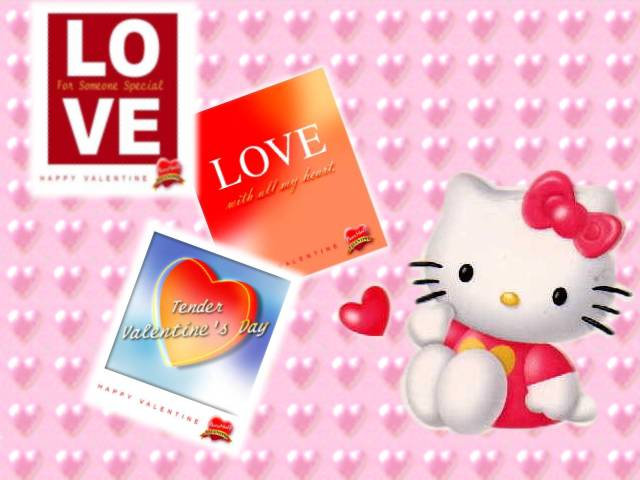 LO
For Someone Special
VE
HAPPY VALENTINE
LOVE
with all my heart.
VALENTINE
Tender
Valentine's Day
HAPPY VALENTINE